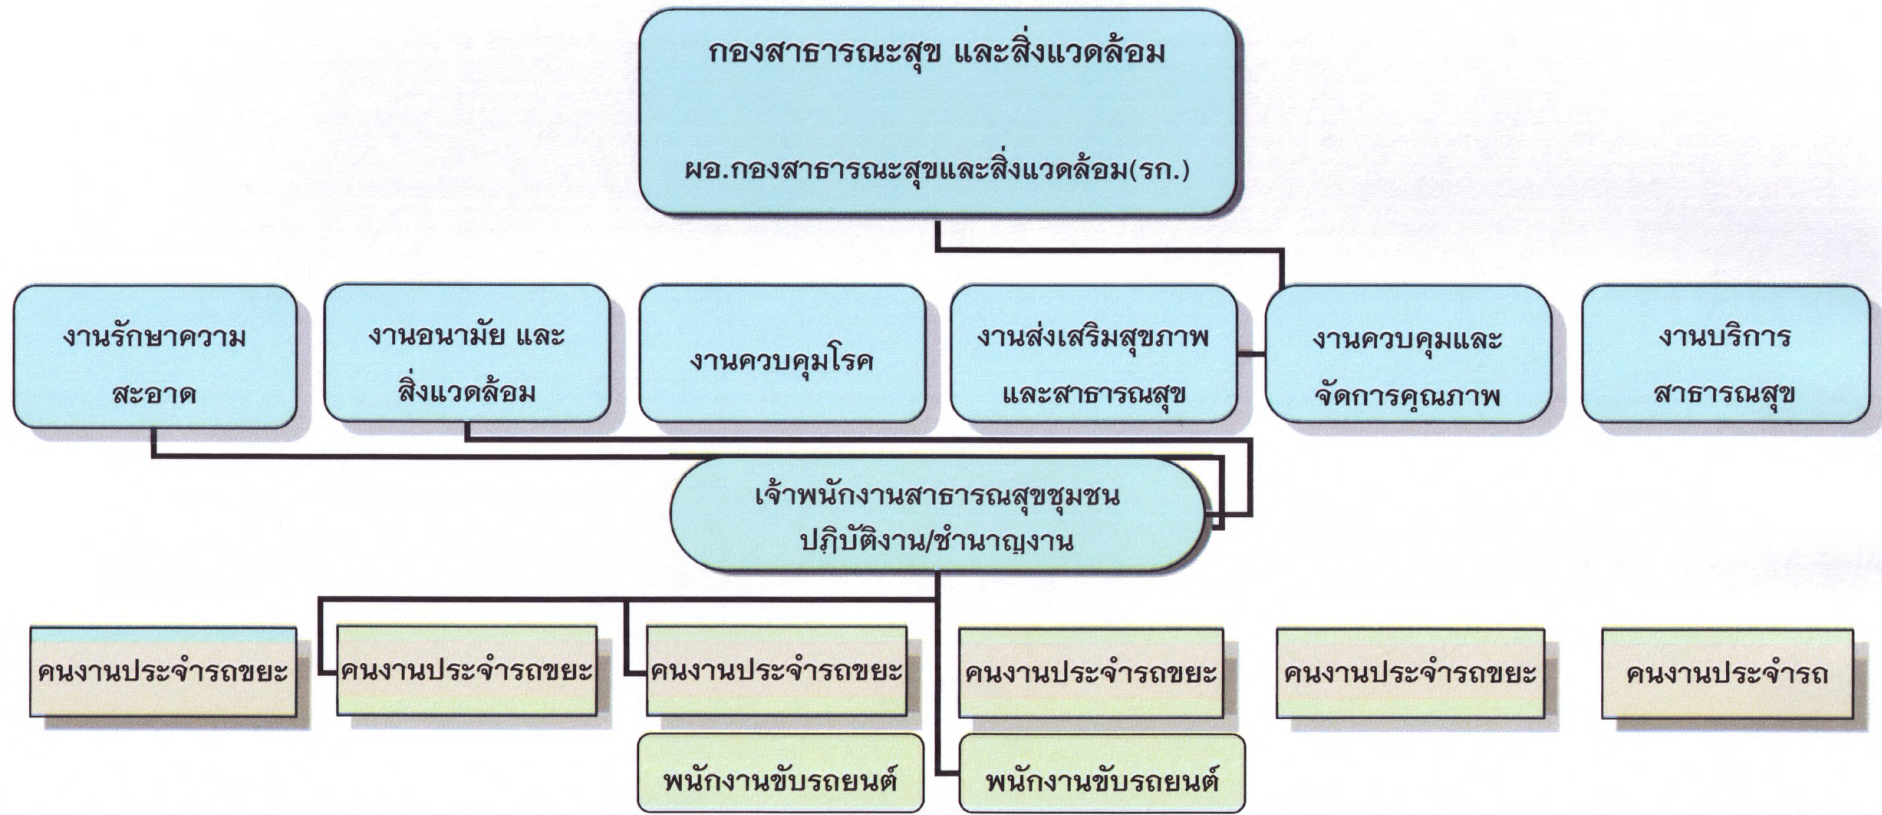 กองสาธารณะสุข และสิ่งแวดล้อม
ผอ.กองสาธารณะสุขและสิ่งแวดล้อม(รก.)
งานรักษาความ
สะอาด
งานอนามัย และ
สิ่งแวดล้อม
งานควบคุมโรค
งานส่งเสริมสุขภาพ
และสาธารณสุข
งานควบคุมและ
จัดการคุณภาพ
งานบริการ
สาธารณสุข
เจ้าพนักงานสาธารณสุขชุมชน
ปฏิบัติงาน/ชำนาญงาน
คนงานประจำรถขยะ
คนงานประจำรถขยะ
คนงานประจำรถขยะ
คนงานประจำรถขยะ
คนงานประจำรถขยะ
คนงานประจำรถ
พนักงานขับรถยนต์
พนักงานขับรถยนต์